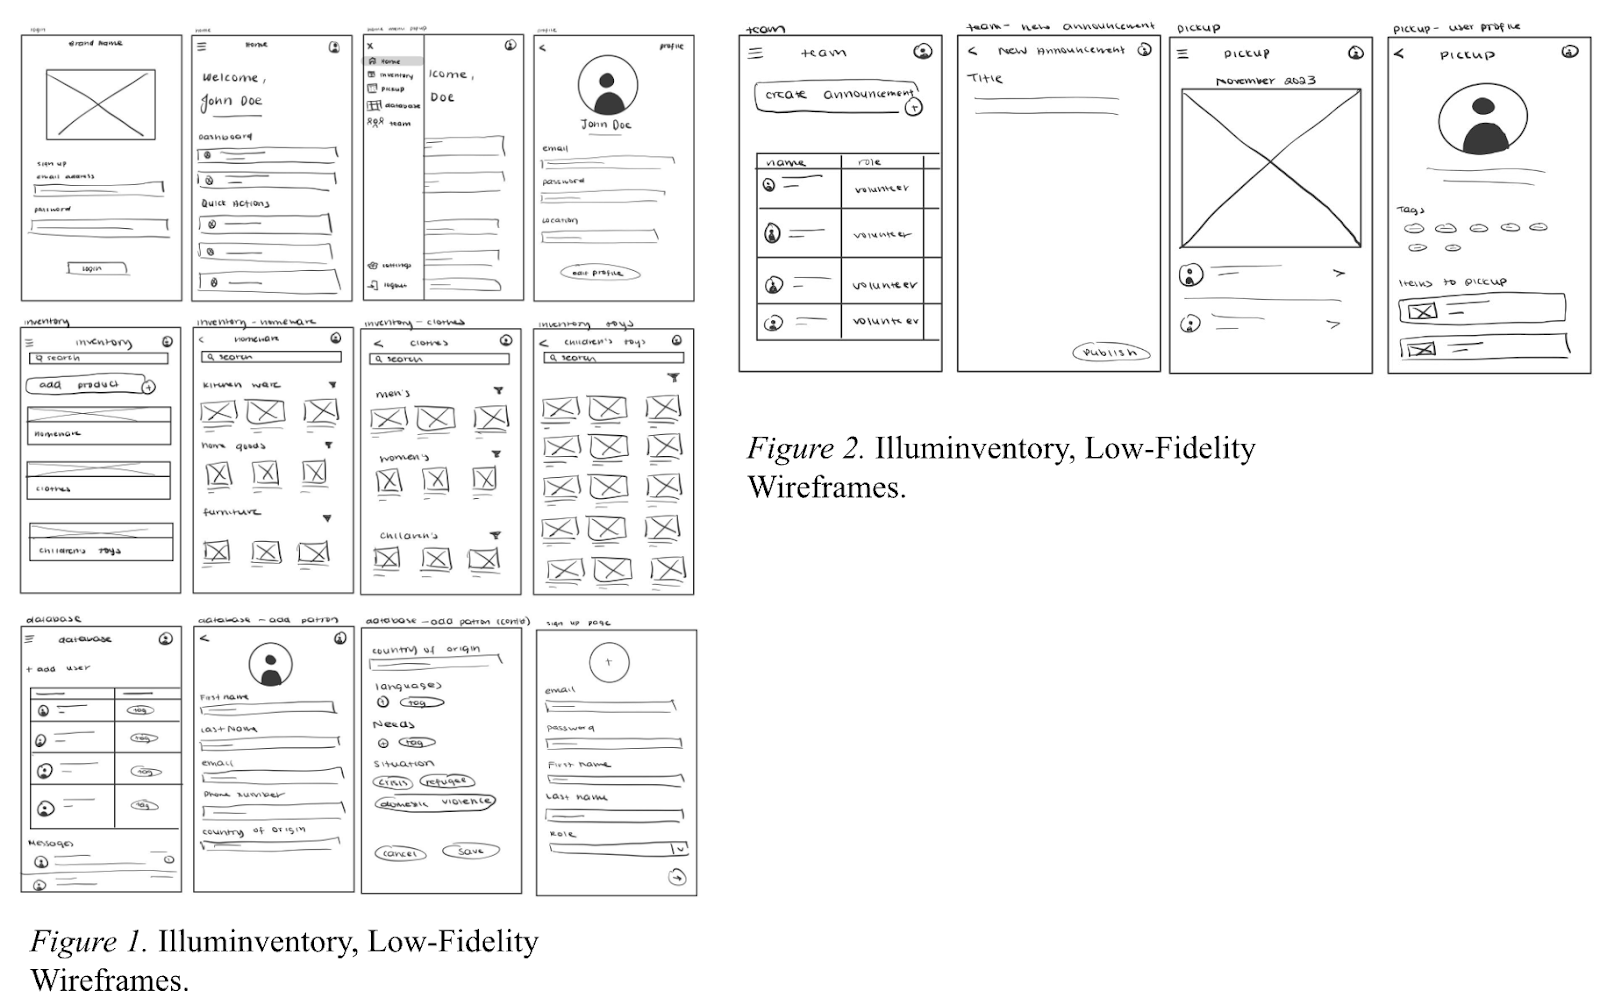 login
Brand Name
sign up
email address
password
login
home
Home
Welcome,
John Doe
Dashboard
Quick Actions
home menu popup
x
home
inventory
pickup
database
team
settings
logout
lcome,
Doe
profile
profile
John Doe
email
password
location
edit profile
inventory
inventory
search
add product +
homeware
clothes
children's toys
inventory - homeware
homeware
search
kitchen ware
home goods
furniture
inventory - clothes
clothes
search
men's
women's
children's
inventory toys
children's toys
search
database
database
+ add user
tag
tag
tag
tag
Messages
database - add patron
First name
Last Name
email
Phone number
country of origin
database - add patron (cont'd)
country of origin
languages
+ tag
Needs
+ tag
Situation
crisis refugee
domestic violence
cancel save
sign up page
+
email
password
First name
Last name
Role
Figure 1. Illuminventory, Low-Fidelity
Wireframes.
team
team
create announcement
+
name role
volunteer
volunteer
volunteer
volunteer
team - new announcement
< New Announcement
Title
publish
pickup
pickup
November 2023
>
>
pickup - user profile
< pickup
Tags
Items to pickup
Figure 2. Illuminventory, Low-Fidelity
Wireframes.